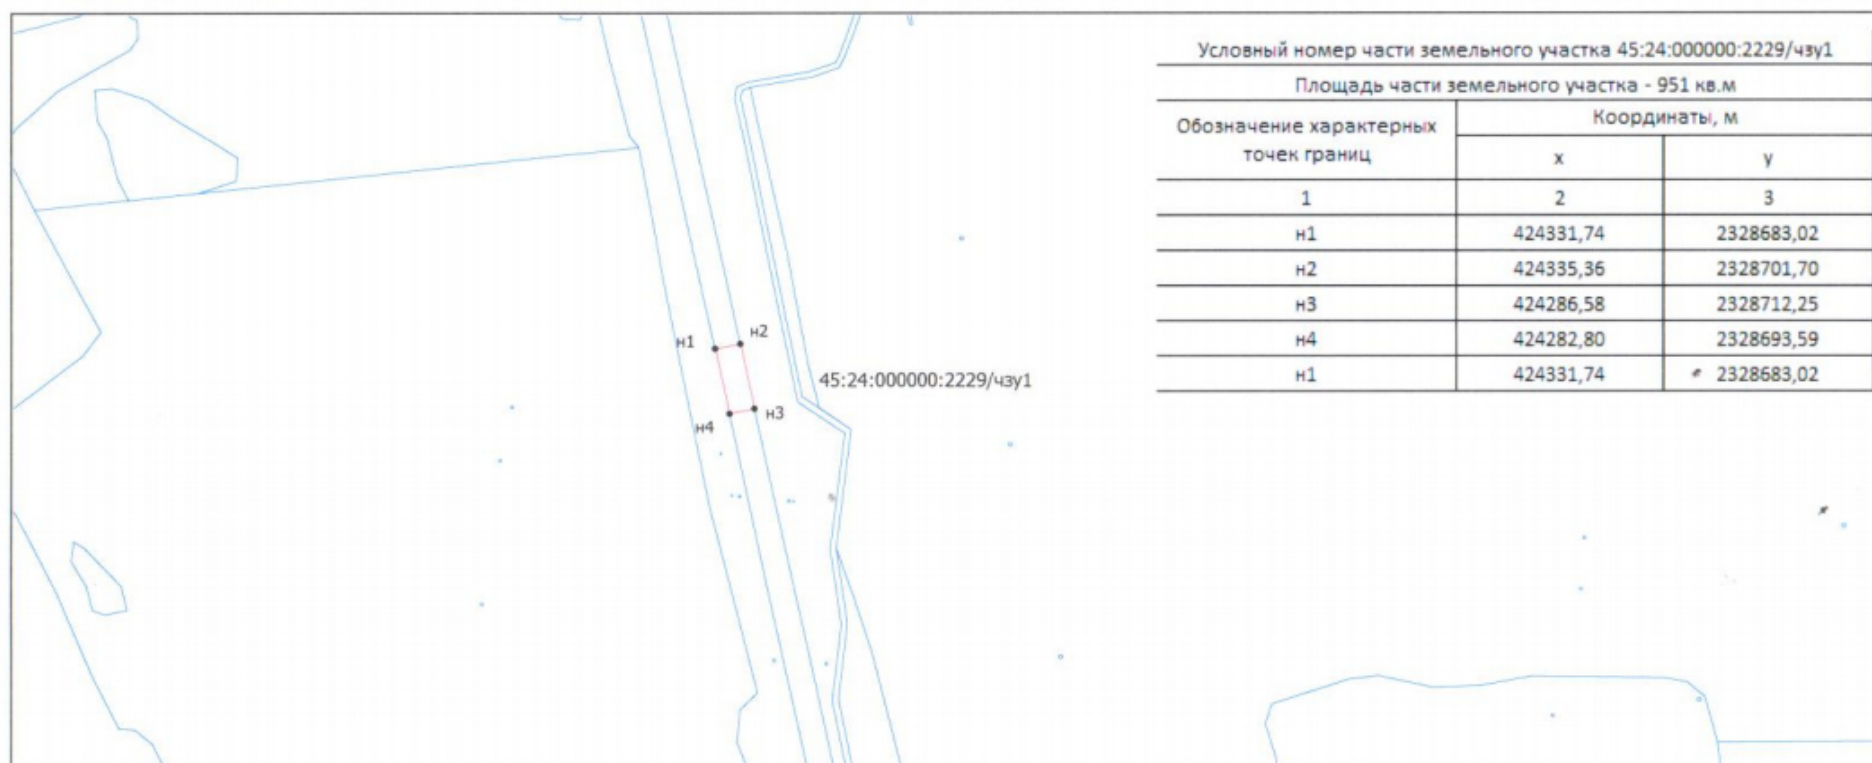 Условный номер части земельного участка 45:24:000000:2229/чзу1
Площадь части земельного участка - 951 кв.м
Обозначение характерных точек границ
Координаты, м
x
y
1 2 3
н1 424331,74 2328683,02
н2 424335,36 2328701,70
н3 424286,58 2328712,25
н4 424282,80 2328693,59
н1 424331,74 2328683,02
н1
н2
45:24:000000:2229/чзу1
н3
н4